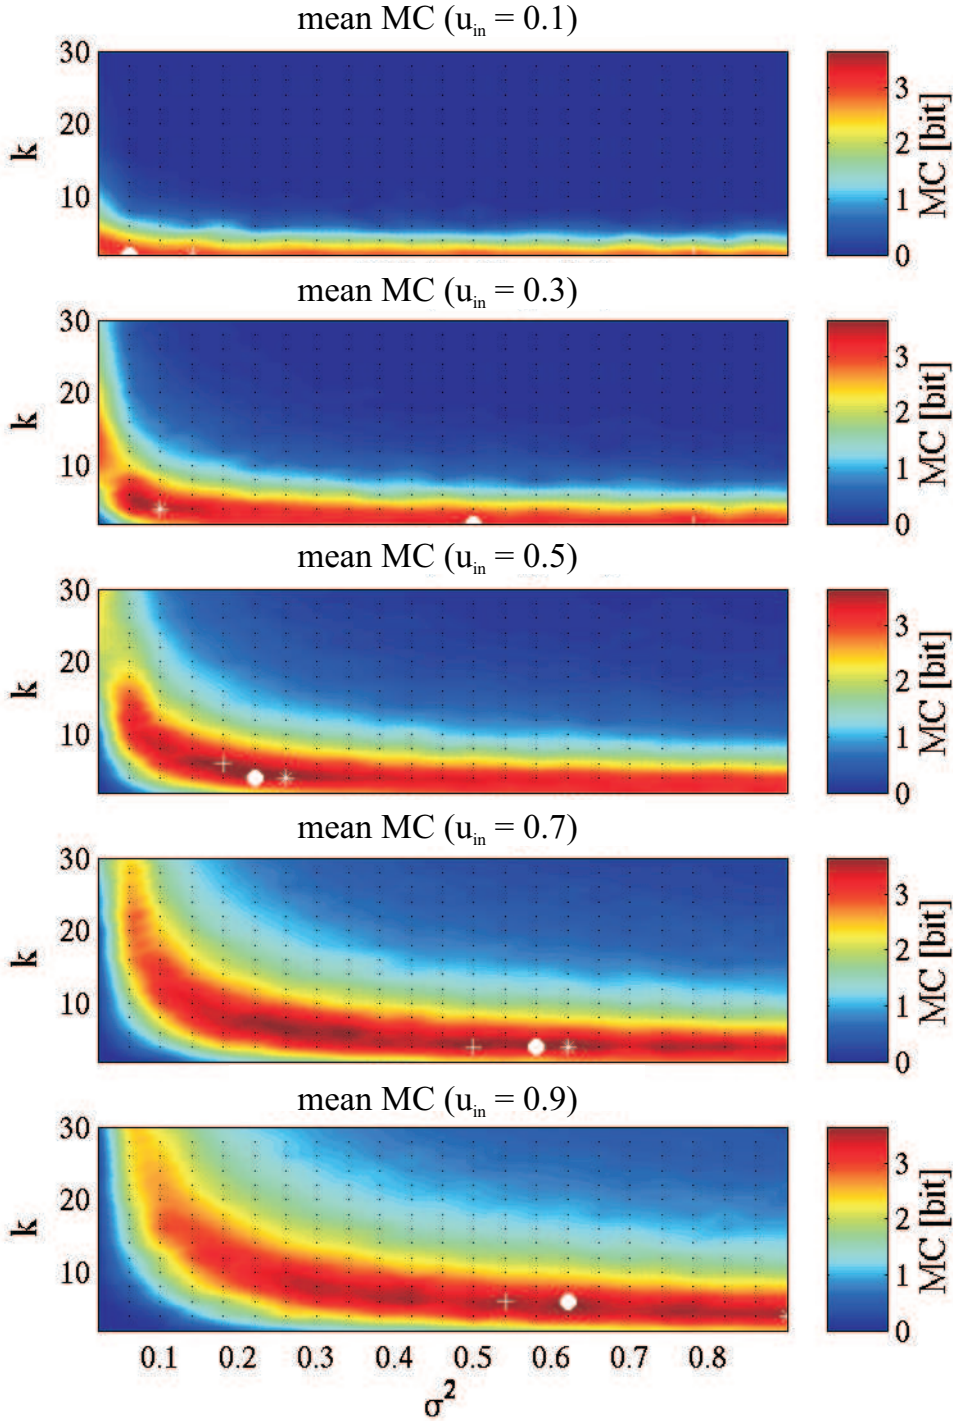 mean MC (u_in = 0.1)
30
20
10
k
3
2
1
0
MC [bit]
mean MC (u_in = 0.3)
30
20
10
k
3
2
1
0
MC [bit]
mean MC (u_in = 0.5)
30
20
10
k
3
2
1
0
MC [bit]
mean MC (u_in = 0.7)
30
20
10
k
3
2
1
0
MC [bit]
mean MC (u_in = 0.9)
30
20
10
k
3
2
1
0
MC [bit]
0.1 0.2 0.3 0.4 0.5 0.6 0.7 0.8
σ²